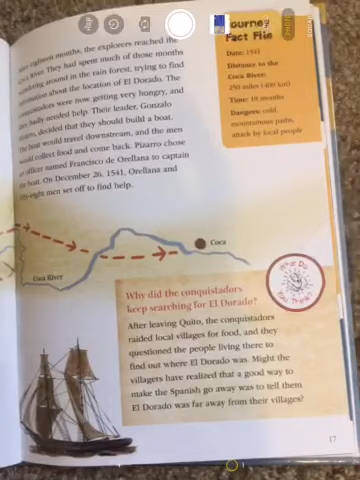 eighteen months, the explorers reached the
Coca River. They had spent much of those months
wandering around in the rain forest, trying to find
information about the location of El Dorado. The
conquistadors were now getting very hungry, and
they badly needed help. Their leader, Gonzalo
Pizarro, decided that they should build a boat.
The boat would travel downstream, and the men
would collect food and come back. Pizarro chose
an officer named Francisco de Orellana to captain
the boat. On December 26, 1541, Orellana and
fifty-eight men set off to find help.
Journey
Fact File
Date: 1541
Distance to the
Coca River:
250 miles (400 km)
Time: 18 months
Dangers: cold,
mountainous paths,
attack by local people
Coca
Coca River
What Do
You Think?
Why did the conquistadors
keep searching for El Dorado?
After leaving Quito, the conquistadors
raided local villages for food, and they
questioned the people living there to
find out where El Dorado was. Might the
villagers have realized that a good way to
make the Spanish go away was to tell them
El Dorado was far away from their villages?
17
PHOTO